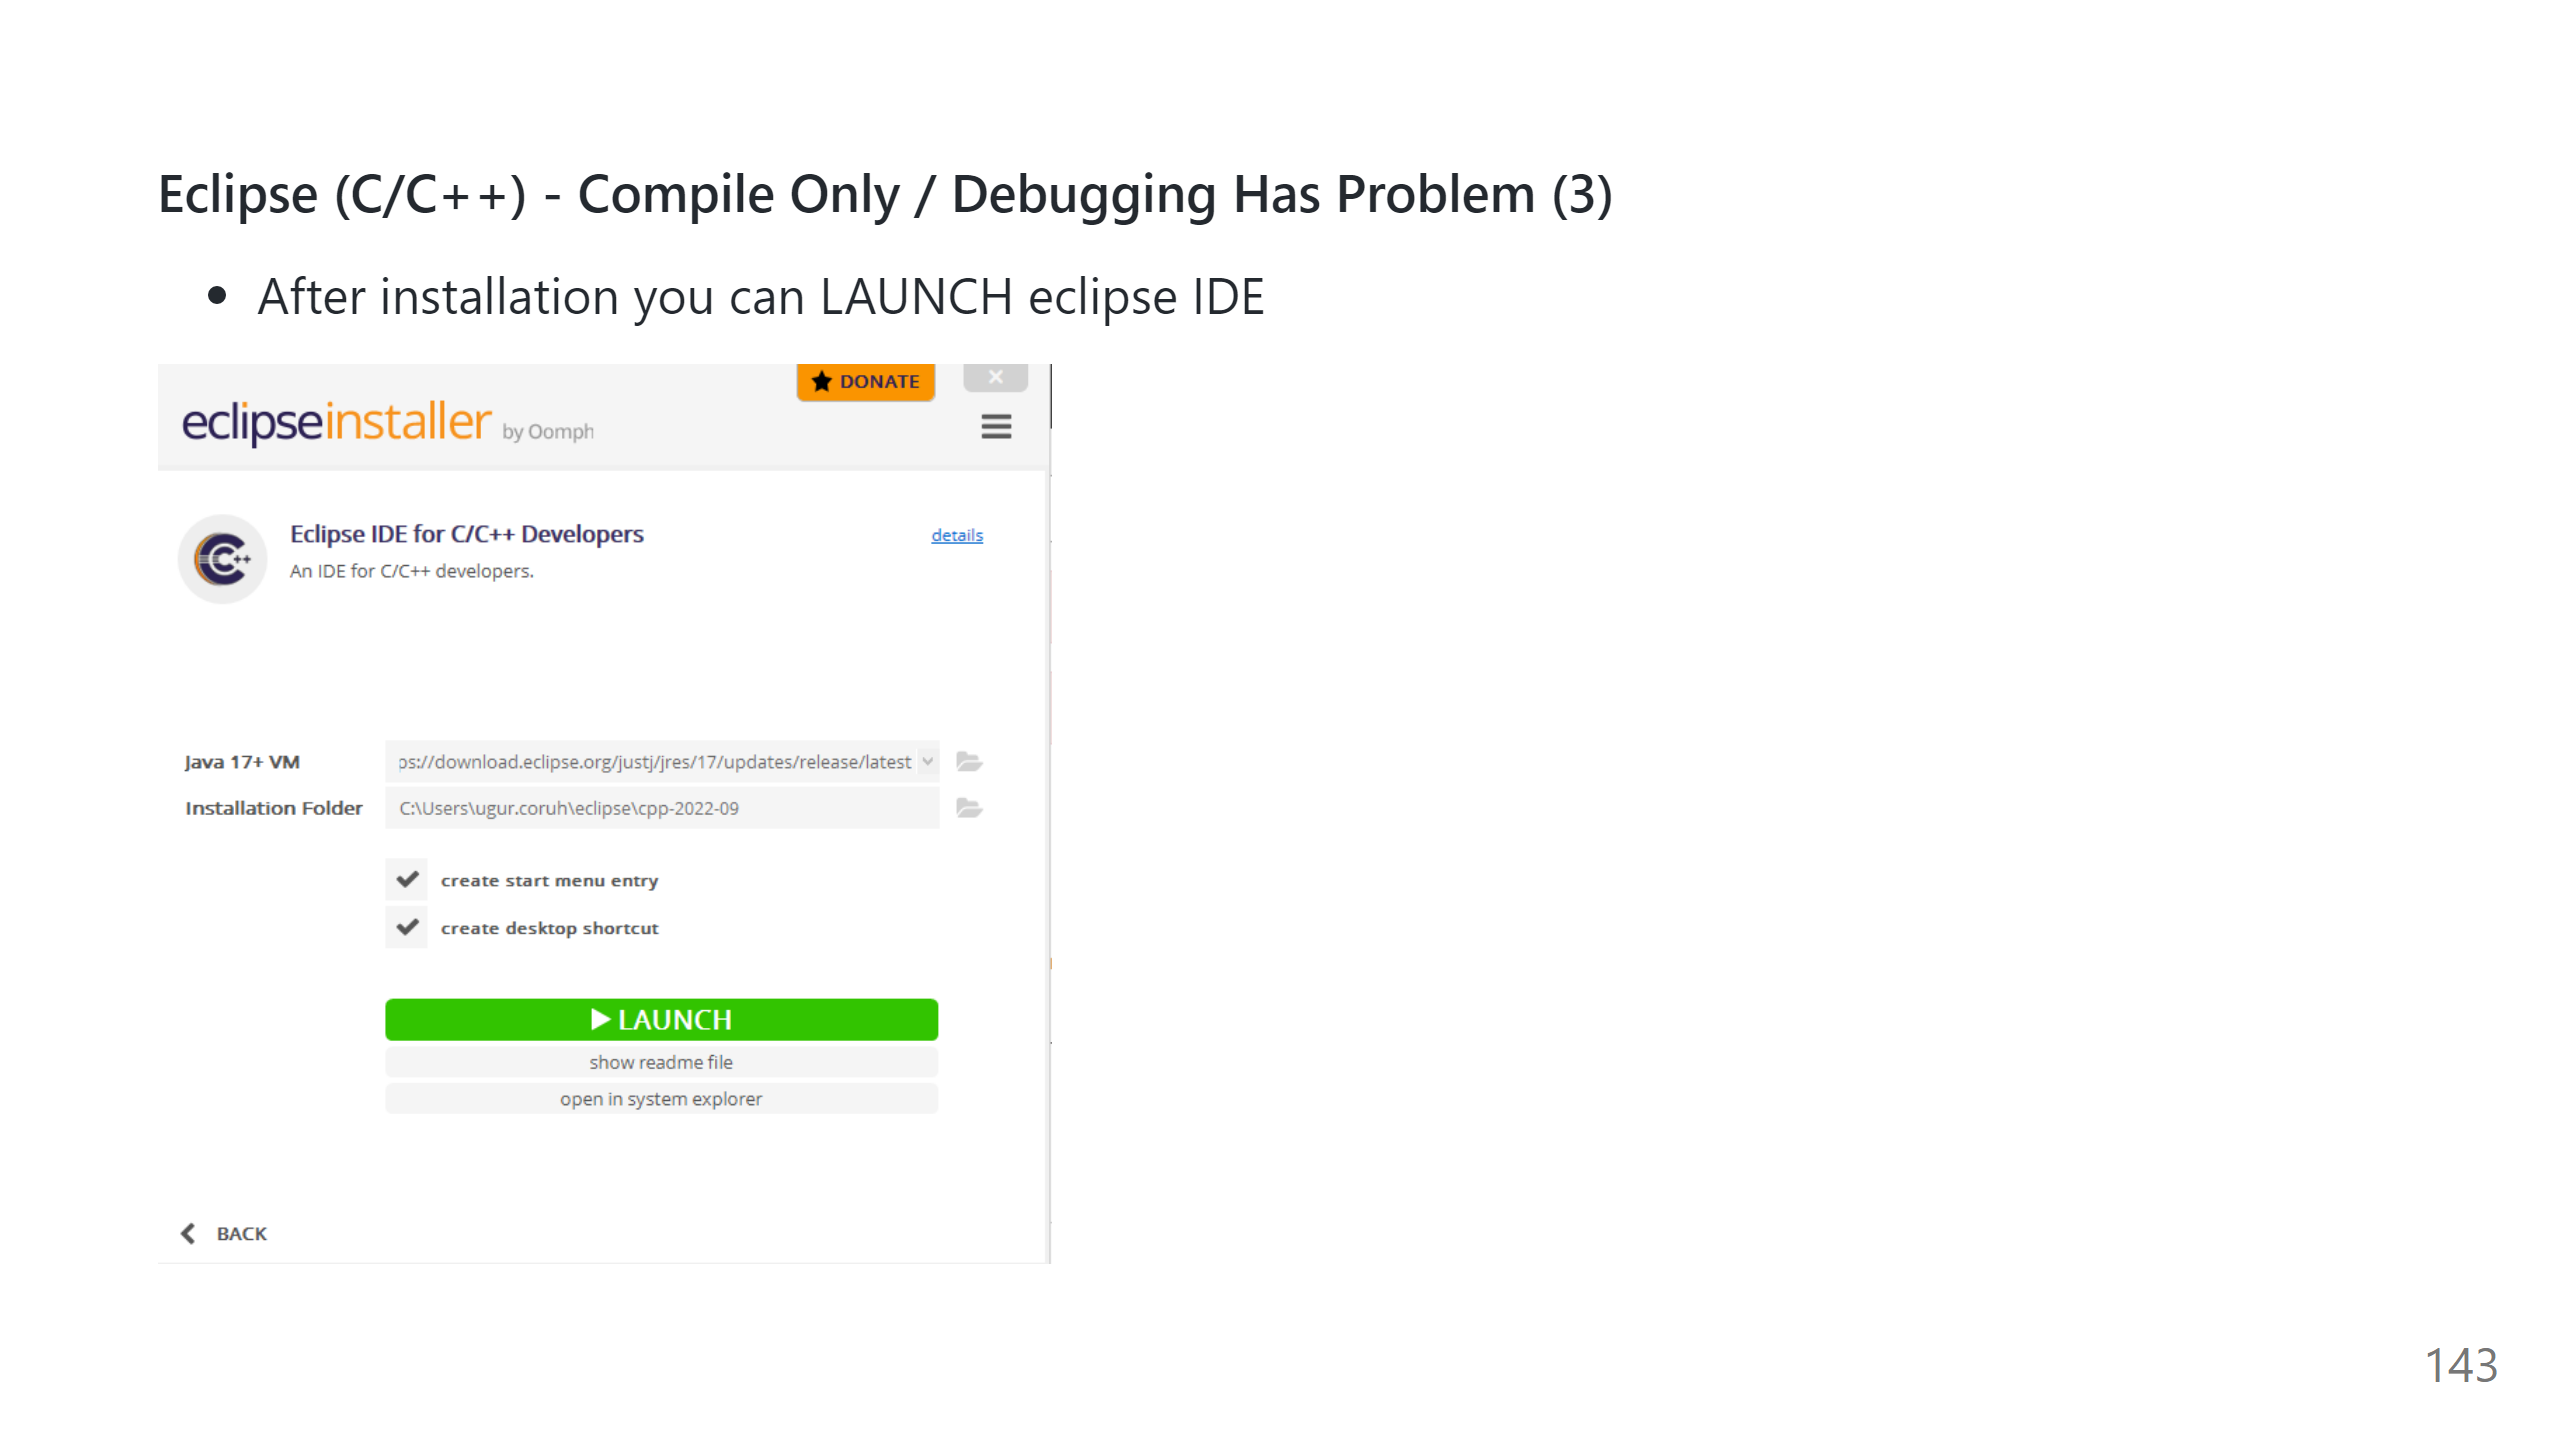 Eclipse (C/C++) - Compile Only / Debugging Has Problem (3)
• After installation you can LAUNCH eclipse IDE
DONATE
eclipseinstaller by Oomph
Eclipse IDE for C/C++ Developers
details
An IDE for C/C++ developers.
Java 17+ VM
ps://download.eclipse.org/justj/jres/17/updates/release/latest
Installation Folder
C:\Users\ugur.coruh\eclipse\cpp-2022-09
create start menu entry
create desktop shortcut
LAUNCH
show readme file
open in system explorer
BACK
143